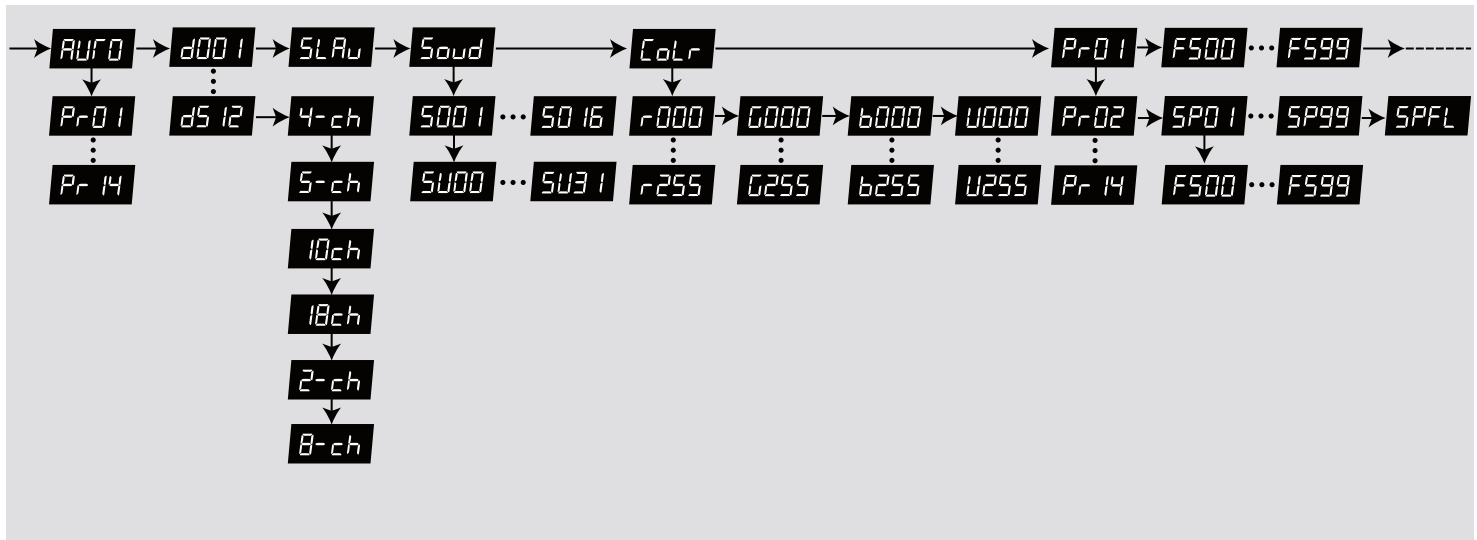 AUTO d001 SLAv Soud CoLr Pr01 FS00 ... FS99
Pr01 d512 4-ch S001 ... S016 r000 G000 b000 U000 Pr02 SP01 ... SP99 SPFL
Pr14 5-ch SU00 ... SU31 r255 G255 b255 U255 Pr14 FS00 ... FS99
10ch
18ch
2-ch
8-ch